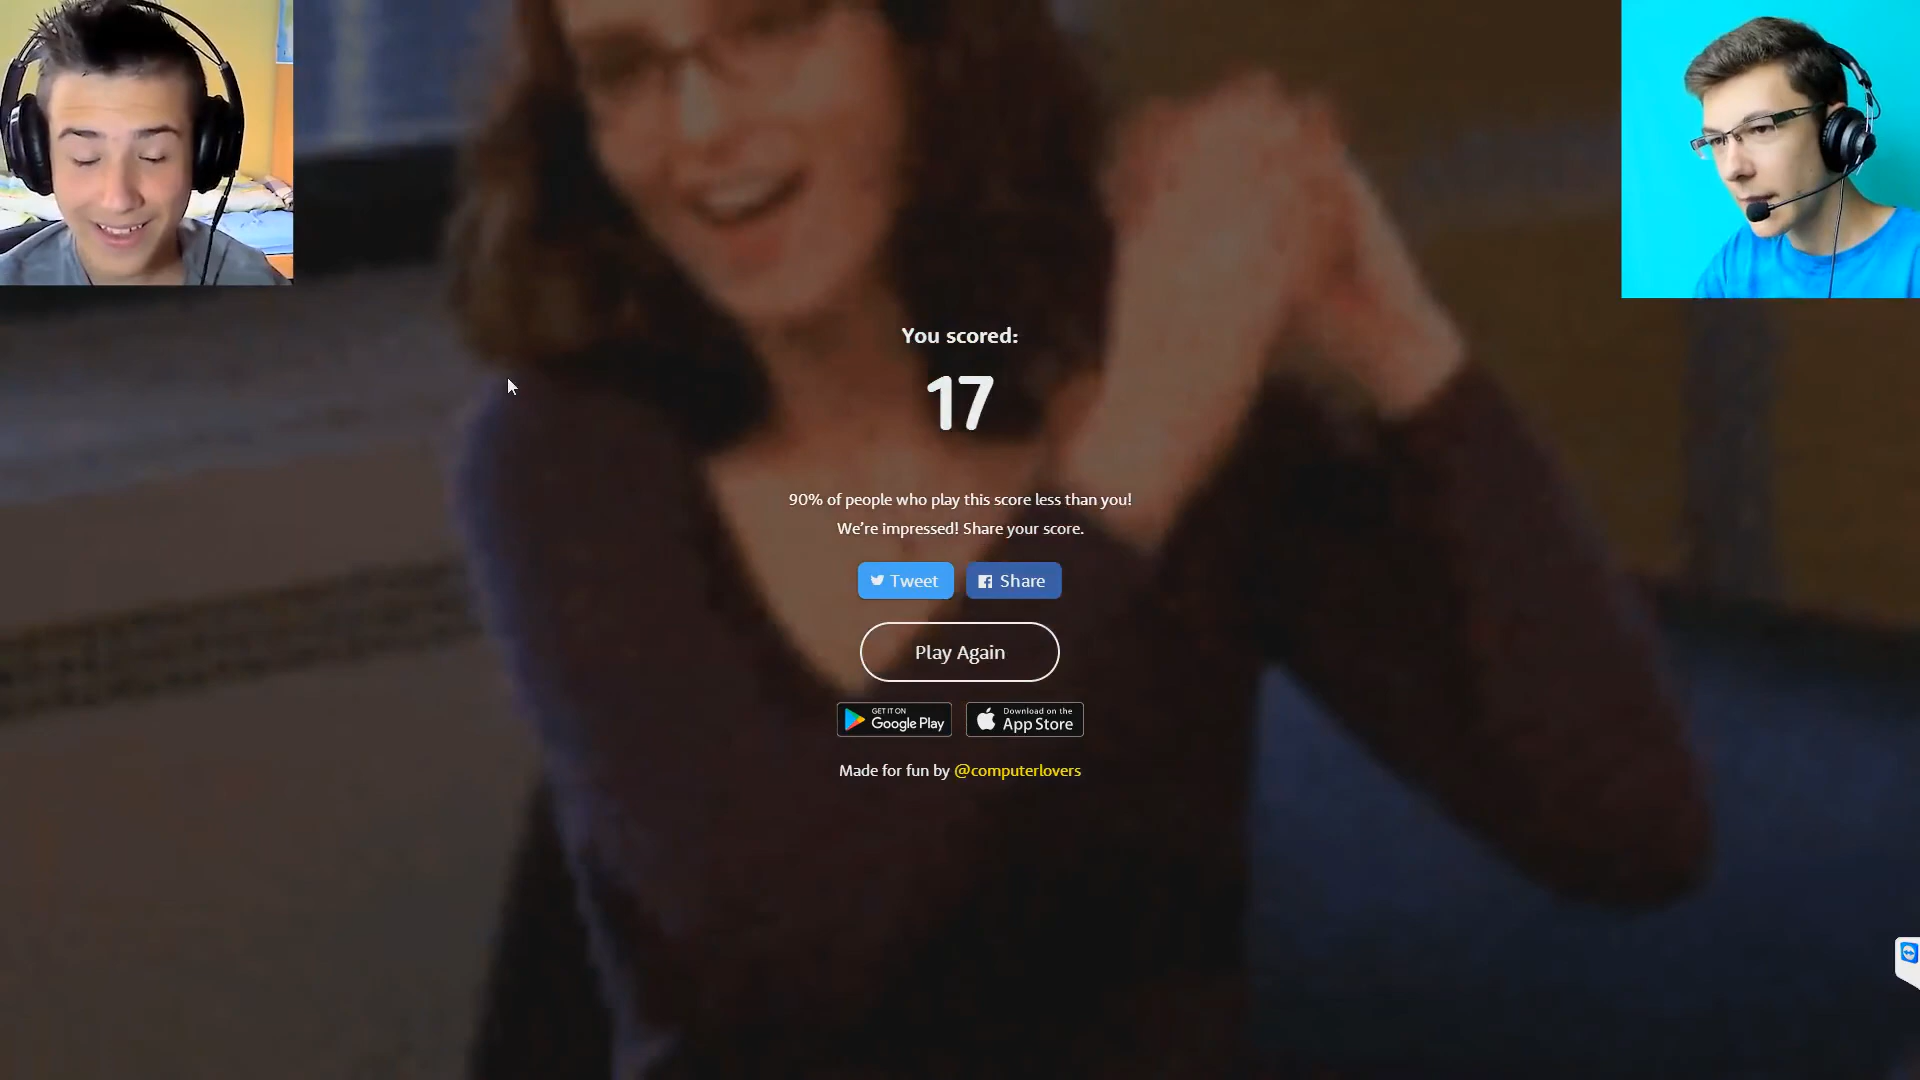 You scored:
17
90% of people who play this score less than you!
We're impressed! Share your score.
Tweet
Share
Play Again
GET IT ON
Google Play
Download on the
App Store
Made for fun by @computerlovers